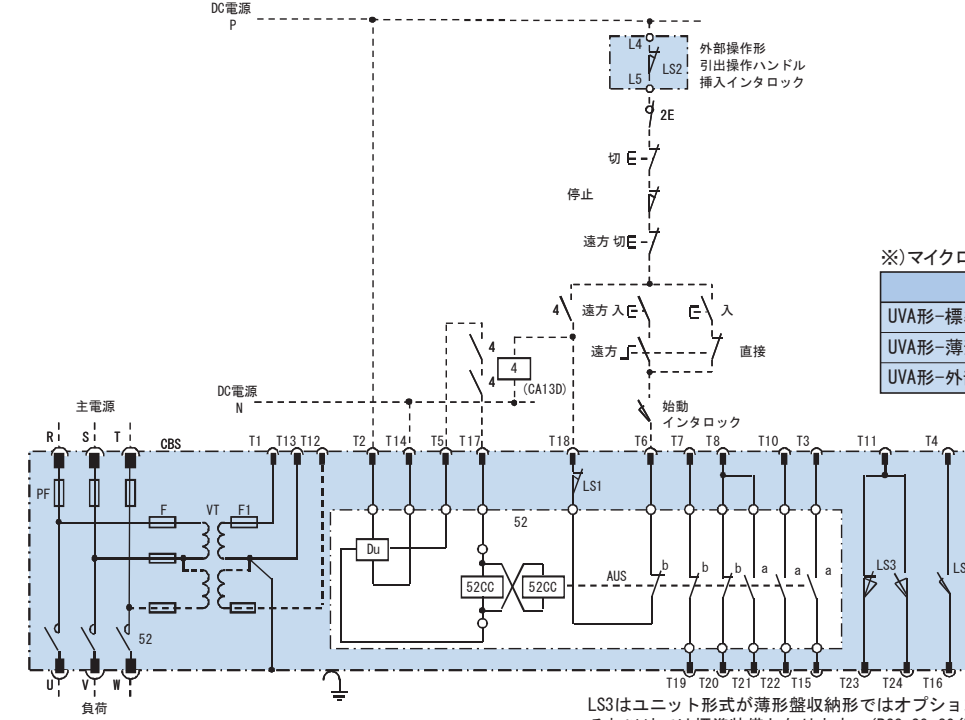 DC電源
P
L4
LS2
L5
外部操作形
引出操作ハンドル
挿入インタロック
2E
切
停止
遠方 切
4
遠方 入
入
遠方
直接
4
4
4
(CA13D)
DC電源
N
始動
インタロック
※)マイクロ
UVA形-標
UVA形-薄
UVA形-外
主電源
R
S
T
CBS
T1
T13
T12
T2
T14
T5
T17
T18
T6
T7
T8
T10
T3
T11
T4
PF
F
VT
F1
LS1
52
Du
52CC
52CC
AUS
b
b
b
a
a
a
LS3
LS
52
U
V
W
負荷
T19
T20
T21
T22
T15
T23
T24
T16
LS3はユニット形式が薄形盤収納形ではオプショ